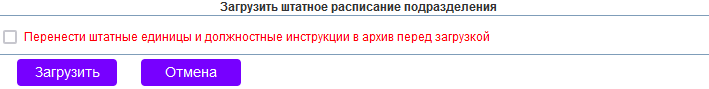 Загрузить штатное расписание подразделения
Перенести штатные единицы и должностные инструкции в архив перед загрузкой
Загрузить Отмена